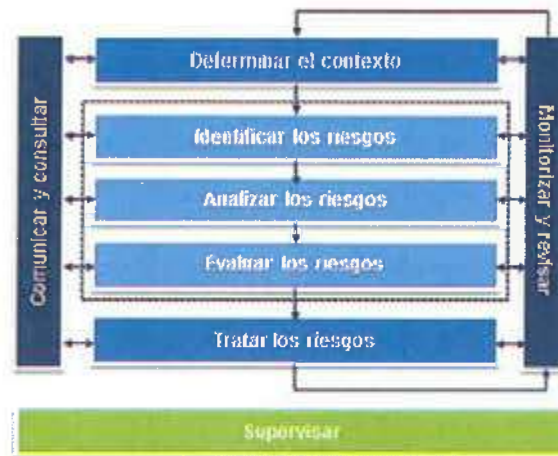 Determinar el contexto
Comunicar y consultar
Identificar los riesgos
Analizar los riesgos
Evaluar los riesgos
Tratar los riesgos
Monitorizar y revisar
Supervisar